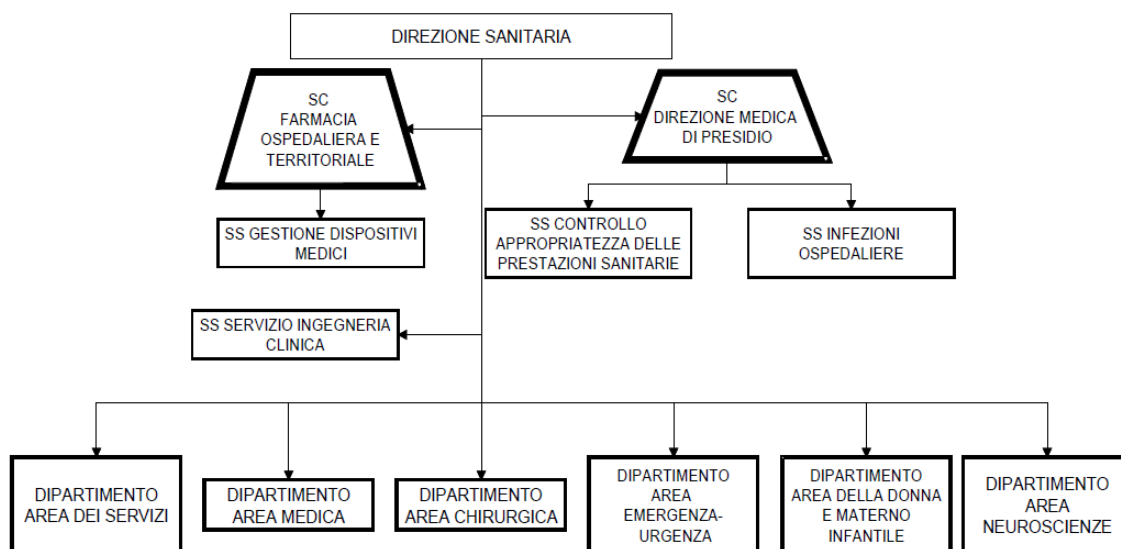 DIREZIONE SANITARIA
SC
FARMACIA
OSPEDALIERA E
TERRITORIALE
SC
DIREZIONE MEDICA
DI PRESIDIO
SS GESTIONE DISPOSITIVI
MEDICI
SS CONTROLLO
APPROPRIATEZZA DELLE
PRESTAZIONI SANITARIE
SS INFEZIONI
OSPEDALIERE
SS SERVIZIO INGEGNERIA
CLINICA
DIPARTIMENTO
AREA DEI SERVIZI
DIPARTIMENTO
AREA MEDICA
DIPARTIMENTO
AREA CHIRURGICA
DIPARTIMENTO
AREA
EMERGENZA-
URGENZA
DIPARTIMENTO
AREA DELLA DONNA
E MATERNO
INFANTILE
DIPARTIMENTO
AREA
NEUROSCIENZE